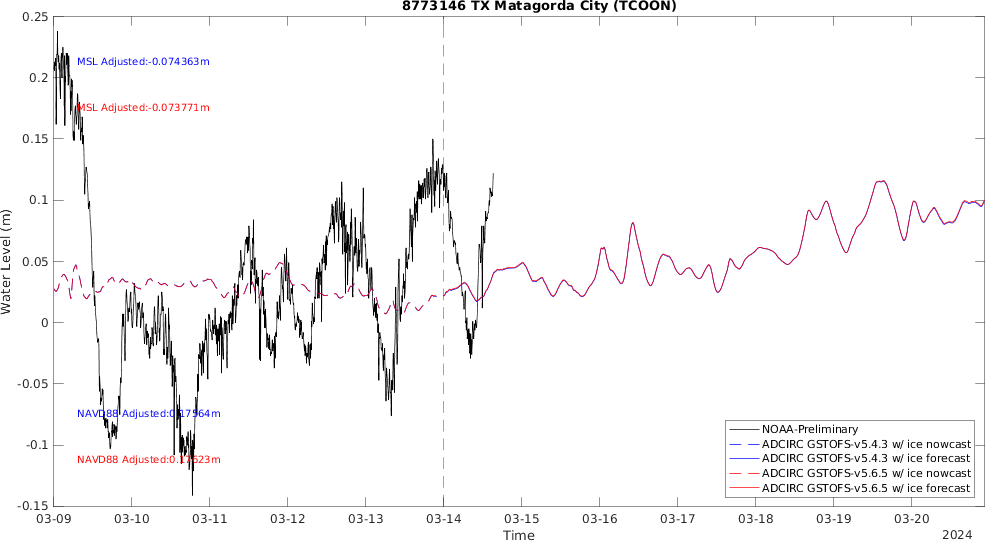 8773146 TX Matagorda City (TCOON)
0.25
0.2
0.15
0.1
0.05
0
-0.05
-0.1
-0.15
Water Level (m)
MSL Adjusted:-0.074363m
MSL Adjusted:-0.073771m
NAVD88 Adjusted:0.17964m
NAVD88 Adjusted:0.17623m
NOAA-Preliminary
ADCIRC GSTOFS-v5.4.3 w/ ice nowcast
ADCIRC GSTOFS-v5.4.3 w/ ice forecast
ADCIRC GSTOFS-v5.6.5 w/ ice nowcast
ADCIRC GSTOFS-v5.6.5 w/ ice forecast
03-09 03-10 03-11 03-12 03-13 03-14 03-15 03-16 03-17 03-18 03-19 03-20
Time
2024